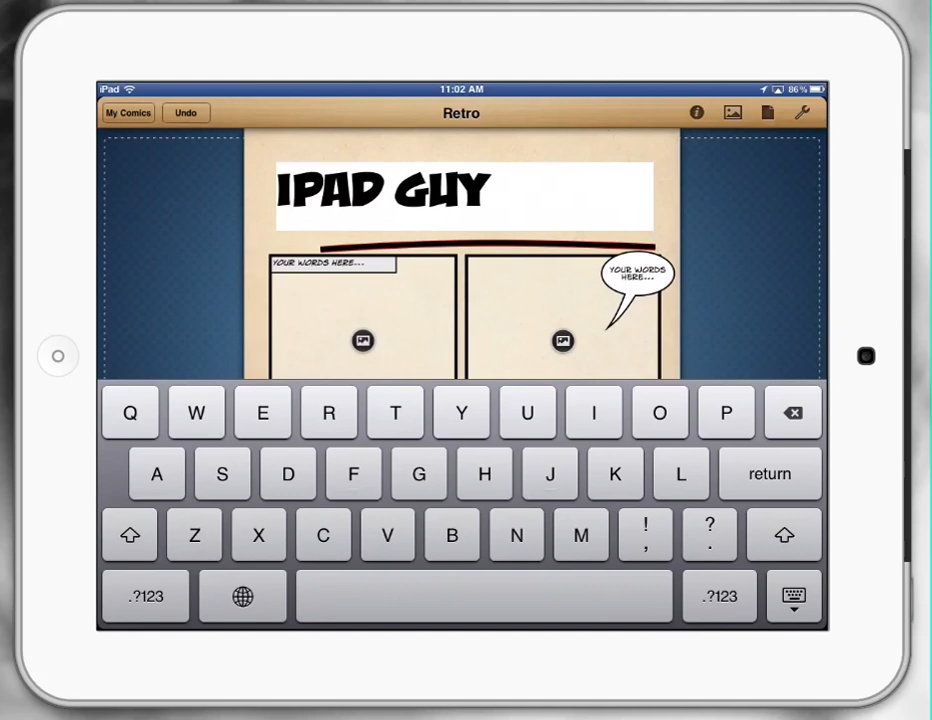 iPad 11:02 AM 86%
My Comics Undo Retro
IPAD GUY
YOUR WORDS HERE...
YOUR WORDS
HERE...
Q W E R T Y U I O P
A S D F G H J K L return
Z X C V B N M ! , ? .
.?123 .?123